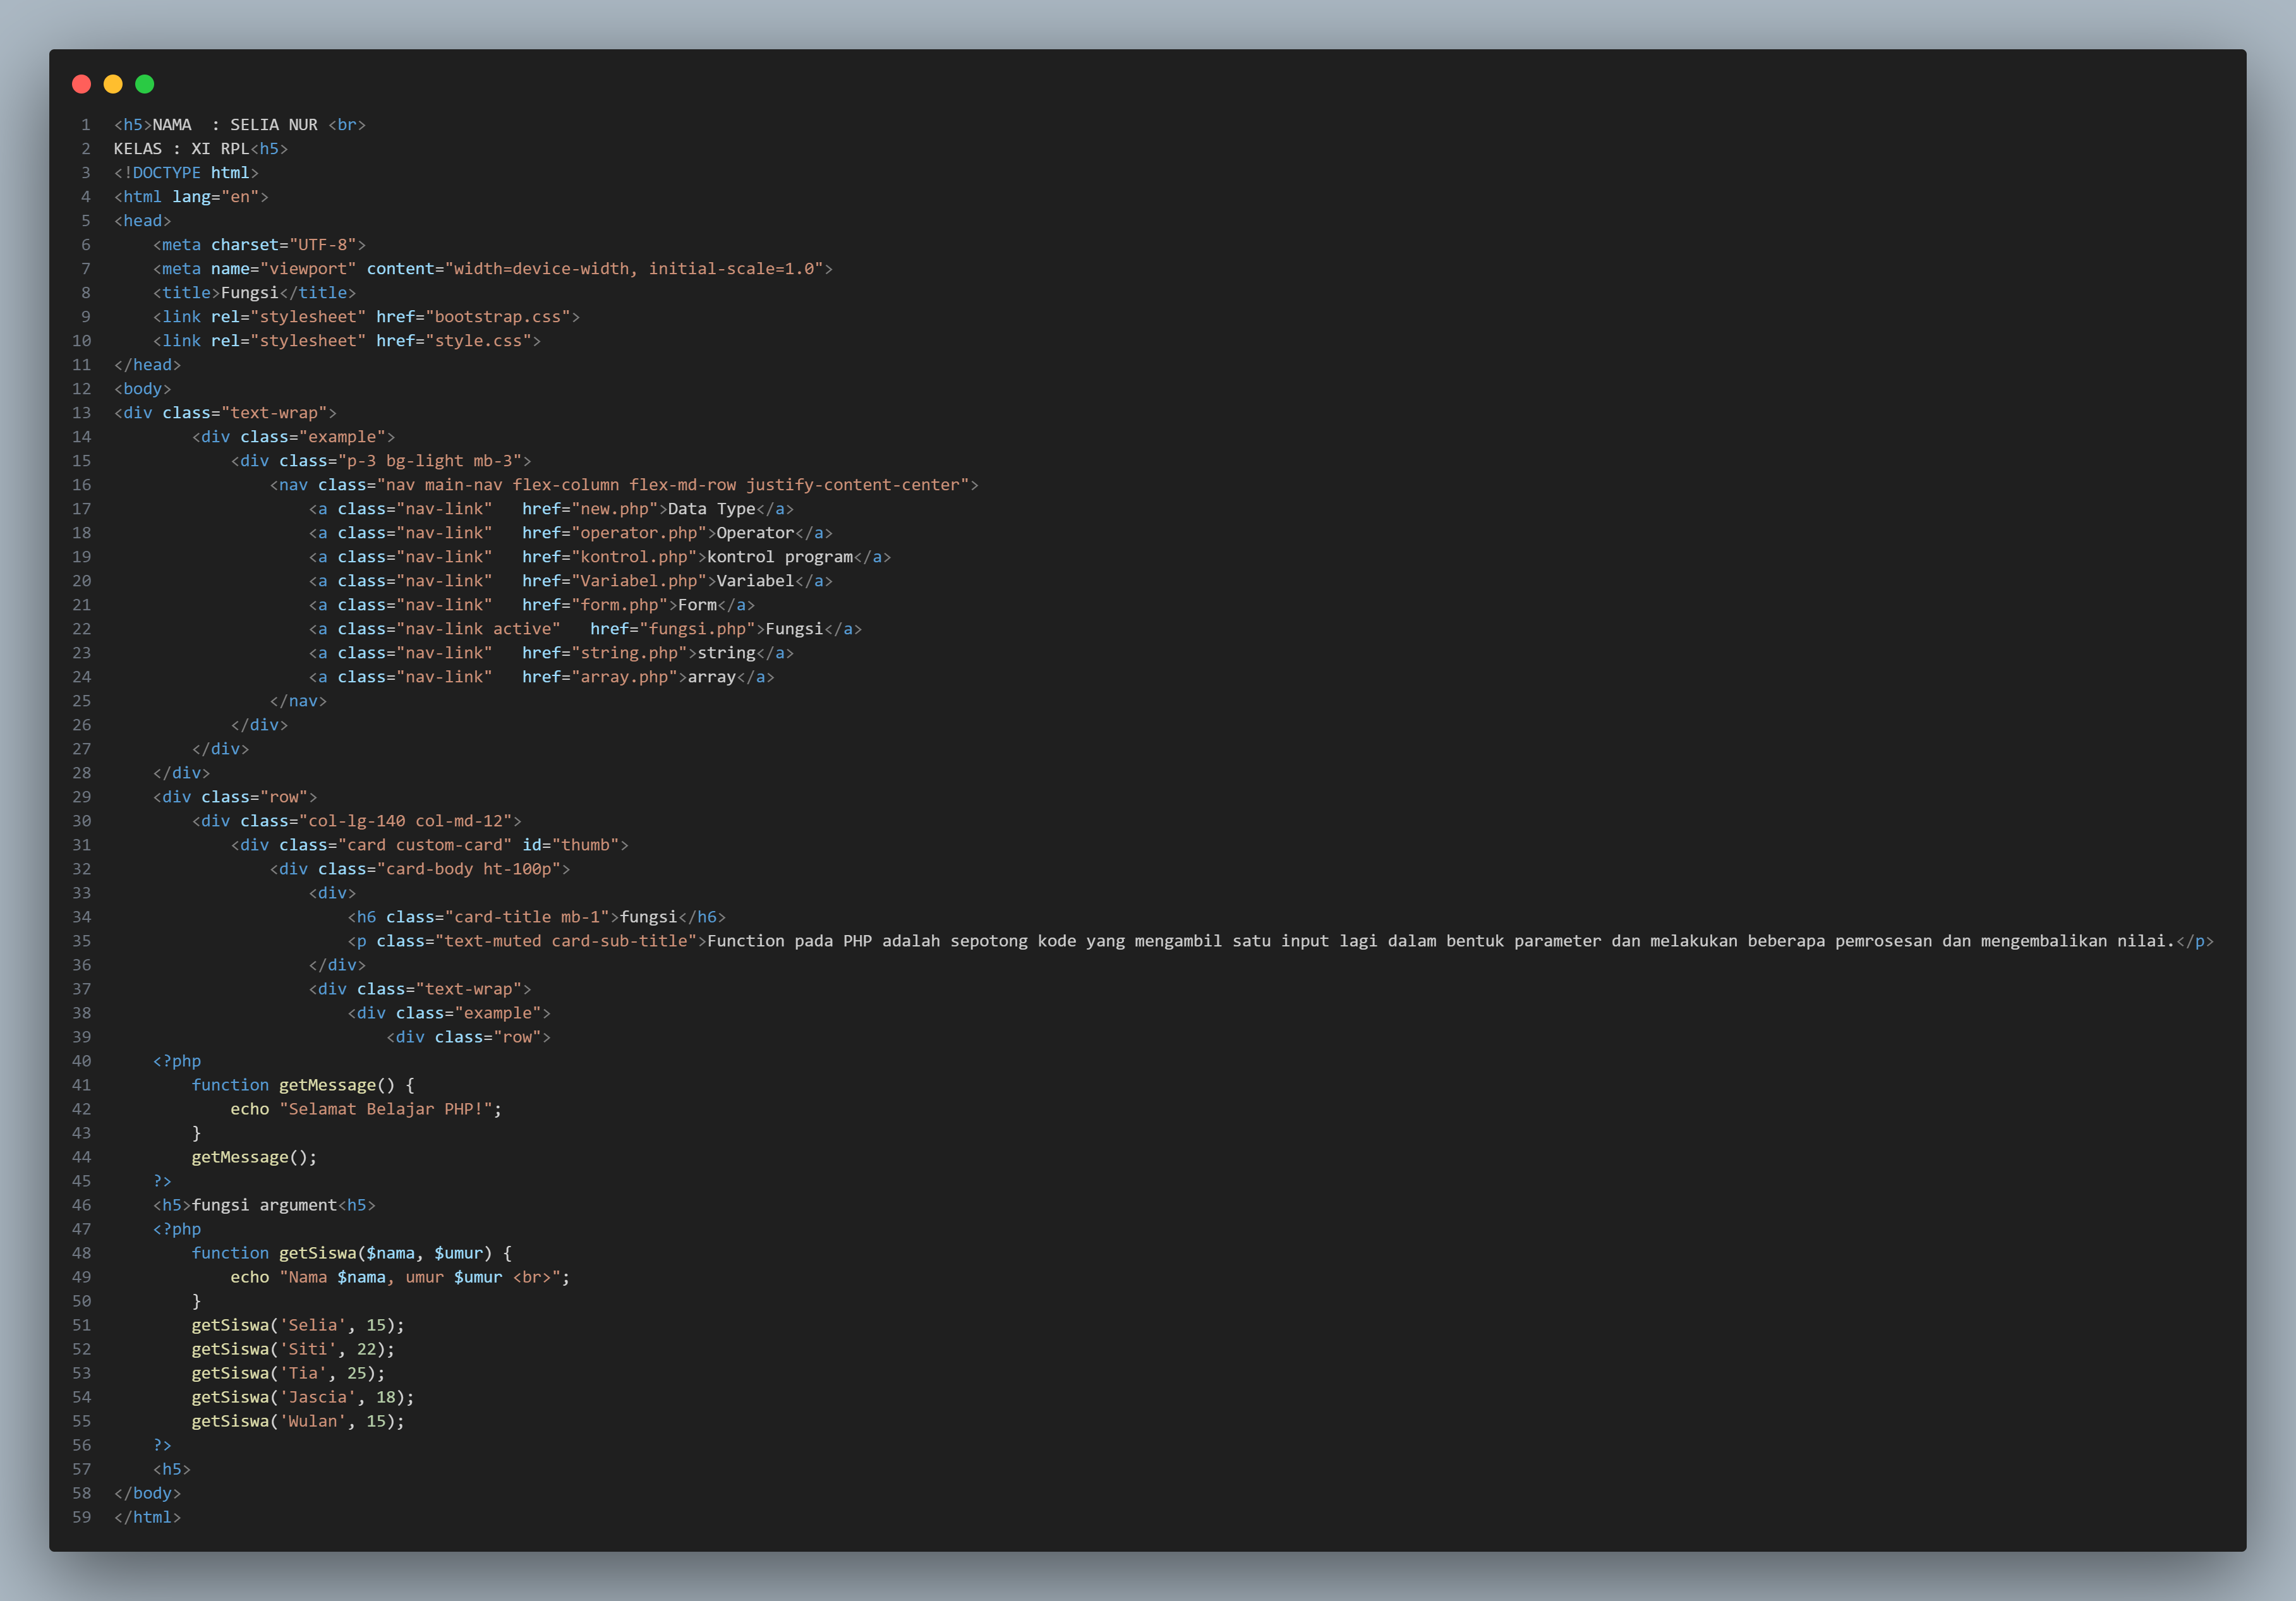 1 <h5>NAMA  : SELIA NUR <br>
2 KELAS : XI RPL<h5>
3 <!DOCTYPE html>
4 <html lang="en">
5 <head>
6     <meta charset="UTF-8">
7     <meta name="viewport" content="width=device-width, initial-scale=1.0">
8     <title>Fungsi</title>
9     <link rel="stylesheet" href="bootstrap.css">
10     <link rel="stylesheet" href="style.css">
11 </head>
12 <body>
13 <div class="text-wrap">
14         <div class="example">
15             <div class="p-3 bg-light mb-3">
16                 <nav class="nav main-nav flex-column flex-md-row justify-content-center">
17                     <a class="nav-link"   href="new.php">Data Type</a>
18                     <a class="nav-link"   href="operator.php">Operator</a>
19                     <a class="nav-link"   href="kontrol.php">kontrol program</a>
20                     <a class="nav-link"   href="Variabel.php">Variabel</a>
21                     <a class="nav-link"   href="form.php">Form</a>
22                     <a class="nav-link active"   href="fungsi.php">Fungsi</a>
23                     <a class="nav-link"   href="string.php">string</a>
24                     <a class="nav-link"   href="array.php">array</a>
25                 </nav>
26             </div>
27         </div>
28     </div>
29     <div class="row">
30         <div class="col-lg-140 col-md-12">
31             <div class="card custom-card" id="thumb">
32                 <div class="card-body ht-100p">
33                     <div>
34                         <h6 class="card-title mb-1">fungsi</h6>
35                         <p class="text-muted card-sub-title">Function pada PHP adalah sepotong kode yang mengambil satu input lagi dalam bentuk parameter dan melakukan beberapa pemrosesan dan mengembalikan nilai.</p>
36                     </div>
37                     <div class="text-wrap">
38                         <div class="example">
39                             <div class="row">
40     <?php
41         function getMessage() {
42             echo "Selamat Belajar PHP!";
43         }
44         getMessage();
45     ?>
46     <h5>fungsi argument<h5>
47     <?php
48         function getSiswa($nama, $umur) {
49             echo "Nama $nama, umur $umur <br>";
50         }
51         getSiswa('Selia', 15);
52         getSiswa('Siti', 22);
53         getSiswa('Tia', 25);
54         getSiswa('Jascia', 18);
55         getSiswa('Wulan', 15);
56     ?>
57     <h5>
58 </body>
59 </html>